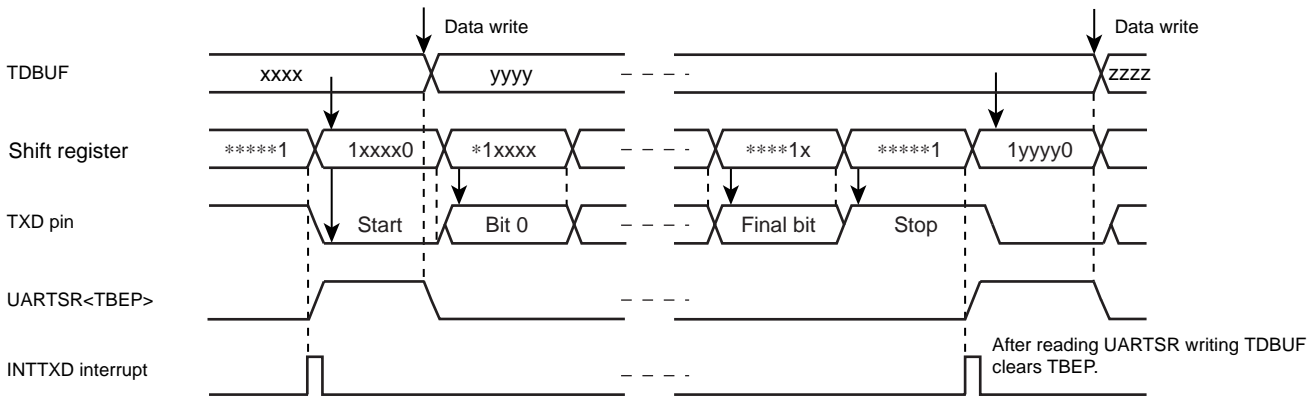 Data write
Data write
TDBUF
xxxx
yyyy
zzzz
Shift register
*****1
1xxxx0
*1xxxx
****1x
*****1
1yyyy0
TXD pin
Start
Bit 0
Final bit
Stop
UARTSR<TBEP>
INTTXD interrupt
After reading UARTSR writing TDBUF
clears TBEP.